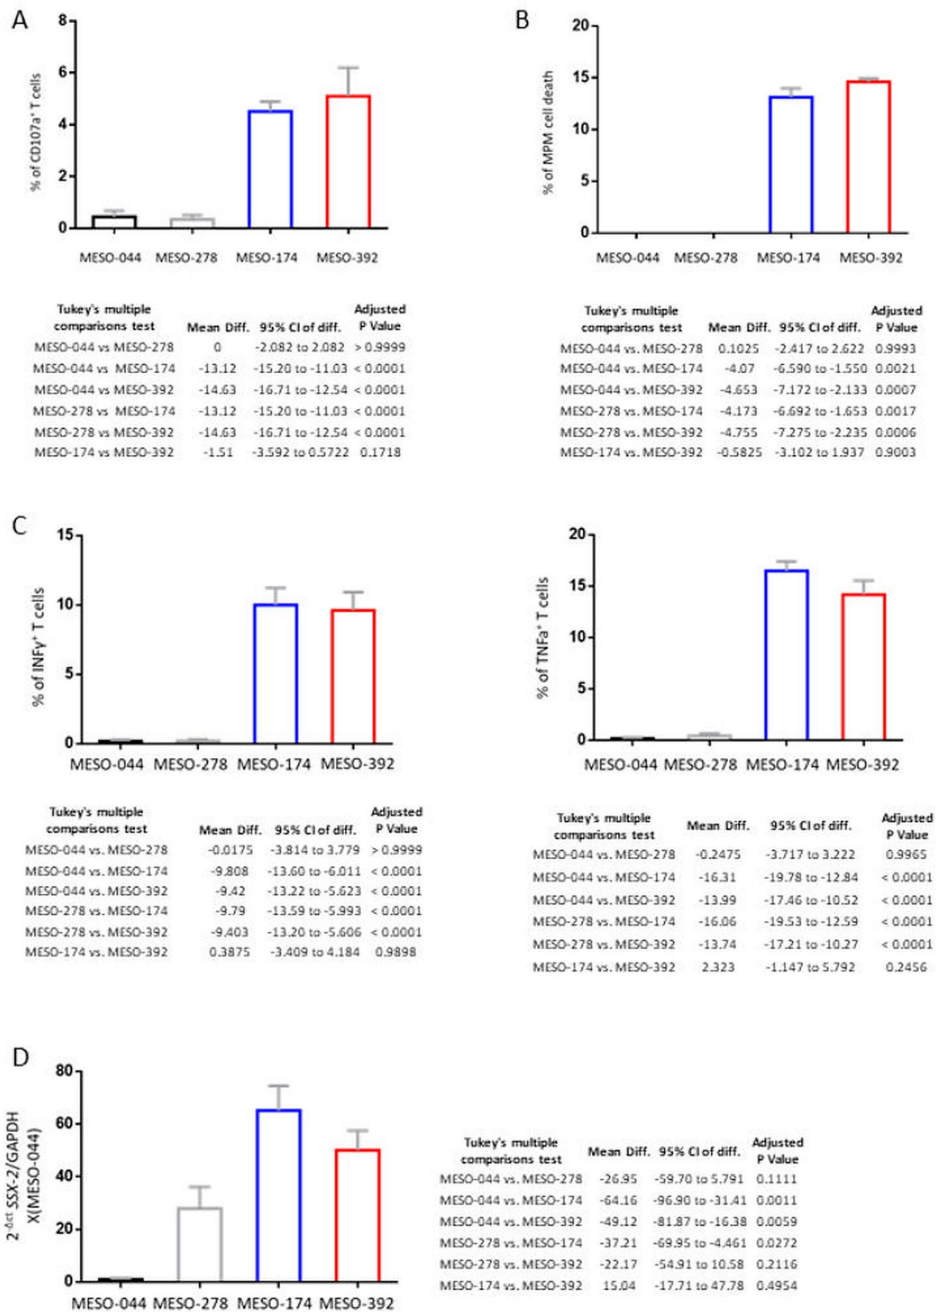 A
% of CD107a⁺ T cells
8
6
4
2
0
MESO-044 MESO-278 MESO-174 MESO-392
Tukey's multiple comparisons test Mean Diff. 95% CI of diff. Adjusted P Value
MESO-044 vs MESO-278 0 -2.082 to 2.082 > 0.9999
MESO-044 vs MESO-174 -13.12 -15.20 to -11.03 < 0.0001
MESO-044 vs MESO-392 -14.63 -16.71 to -12.54 < 0.0001
MESO-278 vs MESO-174 -13.12 -15.20 to -11.03 < 0.0001
MESO-278 vs MESO-392 -14.63 -16.71 to -12.54 < 0.0001
MESO-174 vs MESO-392 -1.51 -3.592 to 0.5722 0.1718
B
% of MPM cell death
20
15
10
5
0
MESO-044 MESO-278 MESO-174 MESO-392
Tukey's multiple comparisons test Mean Diff. 95% CI of diff. Adjusted P Value
MESO-044 vs. MESO-278 0.1025 -2.417 to 2.622 0.9993
MESO-044 vs. MESO-174 -4.07 -6.590 to -1.550 0.0021
MESO-044 vs. MESO-392 -4.653 -7.172 to -2.133 0.0007
MESO-278 vs. MESO-174 -4.173 -6.692 to -1.653 0.0017
MESO-278 vs. MESO-392 -4.755 -7.275 to -2.235 0.0006
MESO-174 vs. MESO-392 -0.5825 -3.102 to 1.937 0.9003
C
% of INFγ⁺ T cells
15
10
5
0
MESO-044 MESO-278 MESO-174 MESO-392
Tukey's multiple comparisons test Mean Diff. 95% CI of diff. Adjusted P Value
MESO-044 vs. MESO-278 -0.0175 -3.814 to 3.779 > 0.9999
MESO-044 vs. MESO-174 -9.808 -13.60 to -6.011 < 0.0001
MESO-044 vs. MESO-392 -9.42 -13.22 to -5.623 < 0.0001
MESO-278 vs. MESO-174 -9.79 -13.59 to -5.993 < 0.0001
MESO-278 vs. MESO-392 -9.403 -13.20 to -5.606 < 0.0001
MESO-174 vs. MESO-392 0.3875 -3.409 to 4.184 0.9898
% of TNFa⁺ T cells
20
15
10
5
0
MESO-044 MESO-278 MESO-174 MESO-392
Tukey's multiple comparisons test Mean Diff. 95% CI of diff. Adjusted P Value
MESO-044 vs. MESO-278 -0.2475 -3.717 to 3.222 0.9965
MESO-044 vs. MESO-174 -16.31 -19.78 to -12.84 < 0.0001
MESO-044 vs. MESO-392 -13.99 -17.46 to -10.52 < 0.0001
MESO-278 vs. MESO-174 -16.06 -19.53 to -12.59 < 0.0001
MESO-278 vs. MESO-392 -13.74 -17.21 to -10.27 < 0.0001
MESO-174 vs. MESO-392 2.323 -1.147 to 5.792 0.2456
D
2^-δct SSX-2/GAPDH
X(MESO-044)
80
60
40
20
0
MESO-044 MESO-278 MESO-174 MESO-392
Tukey's multiple comparisons test Mean Diff. 95% CI of diff. Adjusted P Value
MESO-044 vs. MESO-278 -26.95 -59.70 to 5.791 0.1111
MESO-044 vs. MESO-174 -64.16 -96.90 to -31.41 0.0011
MESO-044 vs. MESO-392 -49.12 -81.87 to -16.38 0.0059
MESO-278 vs. MESO-174 -37.21 -69.95 to -4.461 0.0272
MESO-278 vs. MESO-392 -22.17 -54.91 to 10.58 0.2116
MESO-174 vs. MESO-392 15.04 -17.71 to 47.78 0.4954